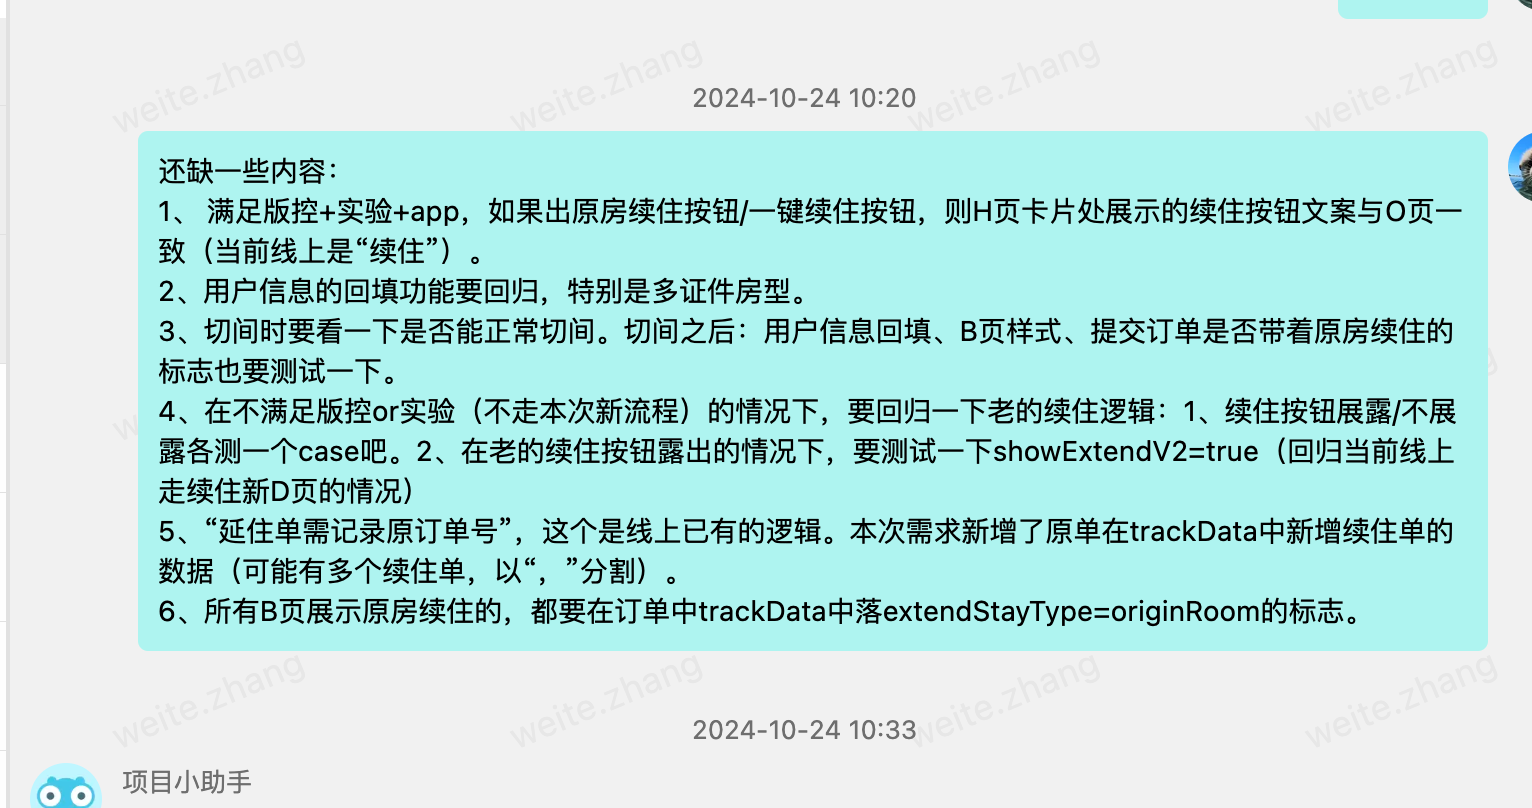 2024-10-24 10:20
还缺一些内容：
1、 满足版控+实验+app，如果出原房续住按钮/一键续住按钮，则H页卡片处展示的续住按钮文案与O页一
致（当前线上是“续住”）。
2、用户信息的回填功能要回归，特别是多证件房型。
3、切间时要看一下是否能正常切间。切间之后：用户信息回填、B页样式、提交订单是否带着原房续住的
标志也要测试一下。
4、在不满足版控or实验（不走本次新流程）的情况下，要回归一下老的续住逻辑：1、续住按钮展露/不展
露各测一个case吧。2、在老的续住按钮露出的情况下，要测试一下showExtendV2=true（回归当前线上
走续住新D页的情况）
5、“延住单需记录原订单号”，这个是线上已有的逻辑。本次需求新增了原单在trackData中新增续住单的
数据（可能有多个续住单，以“，”分割）。
6、所有B页展示原房续住的，都要在订单中trackData中落extendStayType=originRoom的标志。
2024-10-24 10:33
项目小助手
weite.zhang
weite.zhang
weite.zhang
weite.zhang
weite.zhang
weite.zhang
weite.zhang
weite.zhang